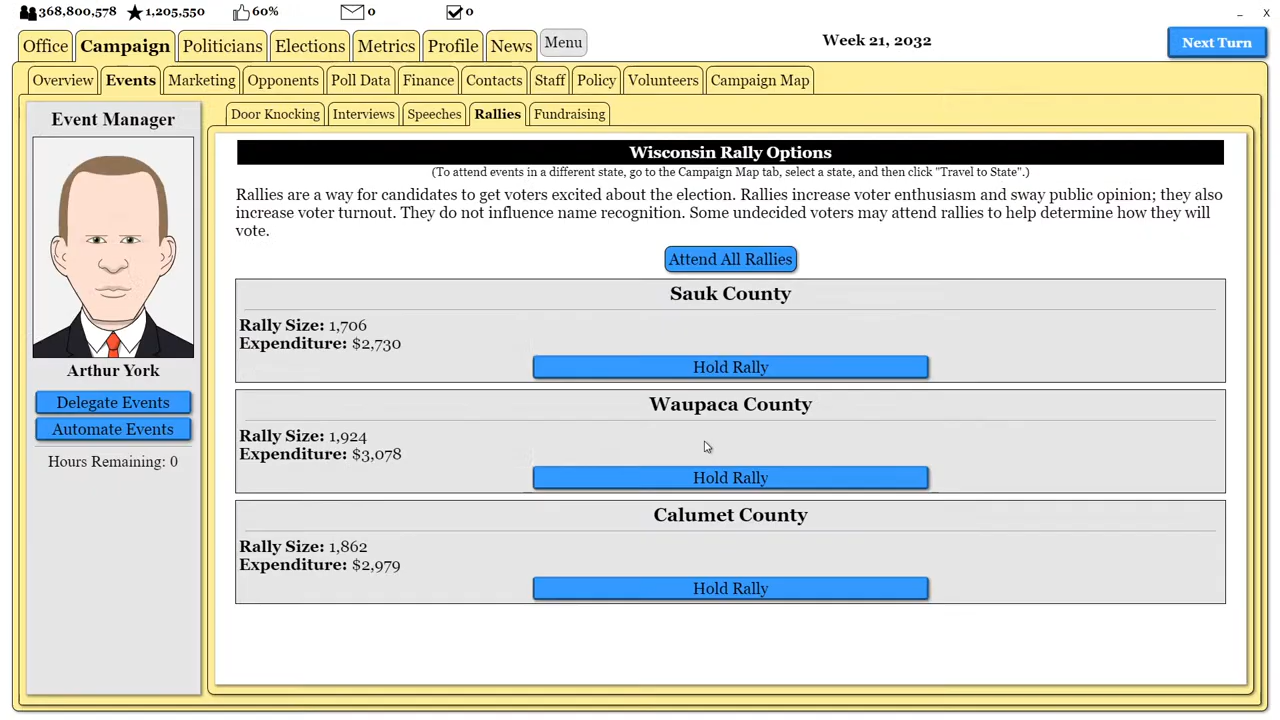 368,800,578 1,205,550 60% 0 0
_ X
Office Campaign Politicians Elections Metrics Profile News Menu Week 21, 2032 Next Turn
Overview Events Marketing Opponents Poll Data Finance Contacts Staff Policy Volunteers Campaign Map
Event Manager
Arthur York
Delegate Events
Automate Events
Hours Remaining: 0
Door Knocking Interviews Speeches Rallies Fundraising
Wisconsin Rally Options
(To attend events in a different state, go to the Campaign Map tab, select a state, and then click "Travel to State".)
Rallies are a way for candidates to get voters excited about the election. Rallies increase voter enthusiasm and sway public opinion; they also
increase voter turnout. They do not influence name recognition. Some undecided voters may attend rallies to help determine how they will
vote.
Attend All Rallies
Sauk County
Rally Size: 1,706
Expenditure: $2,730
Hold Rally
Waupaca County
Rally Size: 1,924
Expenditure: $3,078
Hold Rally
Calumet County
Rally Size: 1,862
Expenditure: $2,979
Hold Rally